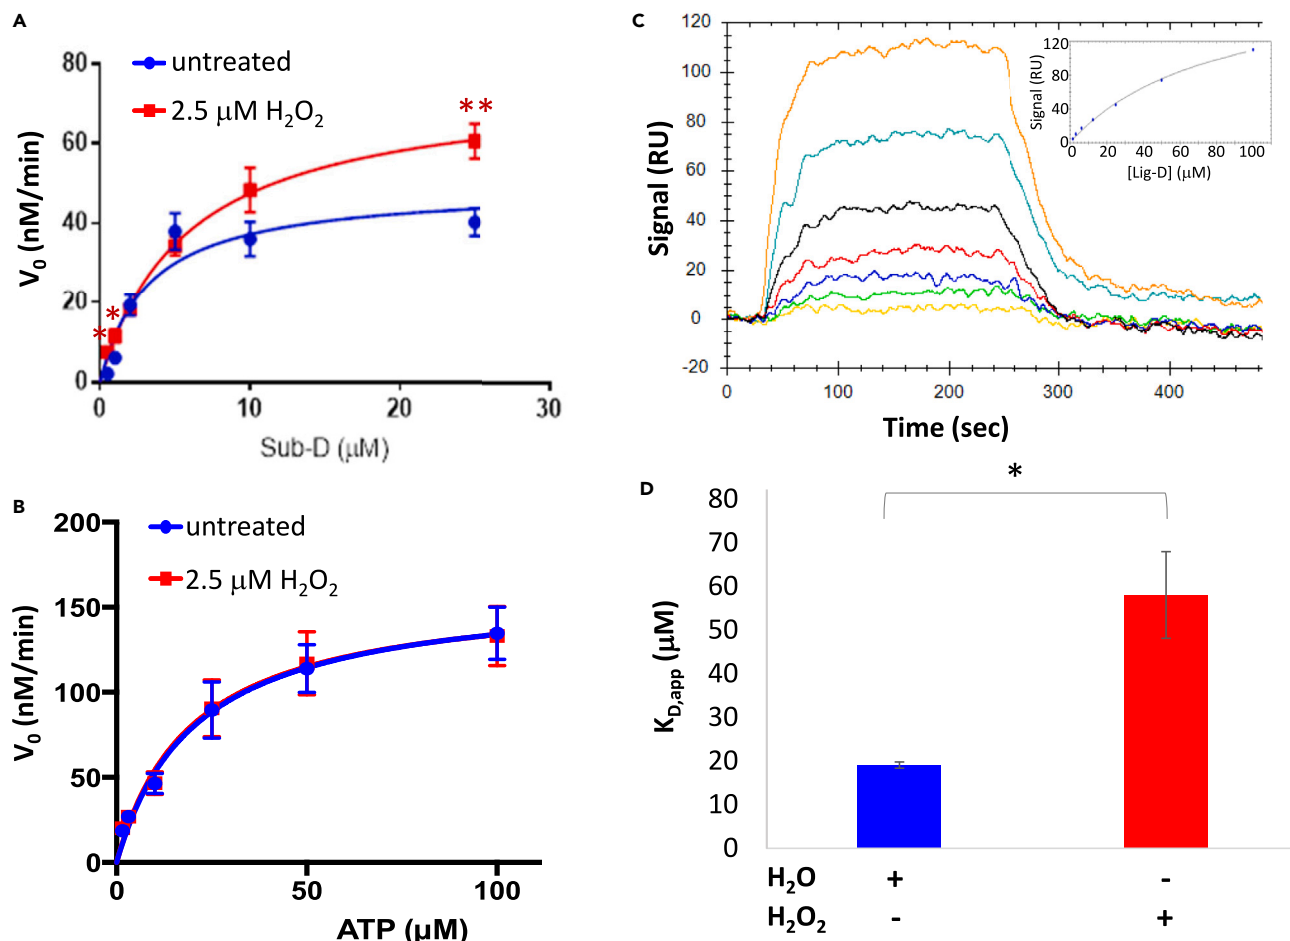 A
80
60
40
20
0
0 10 20 30
V₀ (nM/min)
Sub-D (µM)
untreated
2.5 µM H₂O₂
**
*
*
B
200
150
100
50
0
0 50 100
V₀ (nM/min)
ATP (µM)
untreated
2.5 µM H₂O₂
C
120
100
80
60
40
20
0
-20
0 100 200 300 400
Signal (RU)
Time (sec)
120
80
40
0
0 20 40 60 80 100
Signal (RU)
[Lig-D] (µM)
D
*
80
70
60
50
40
30
20
10
0
K_D,app (µM)
H₂O + -
H₂O₂ - +